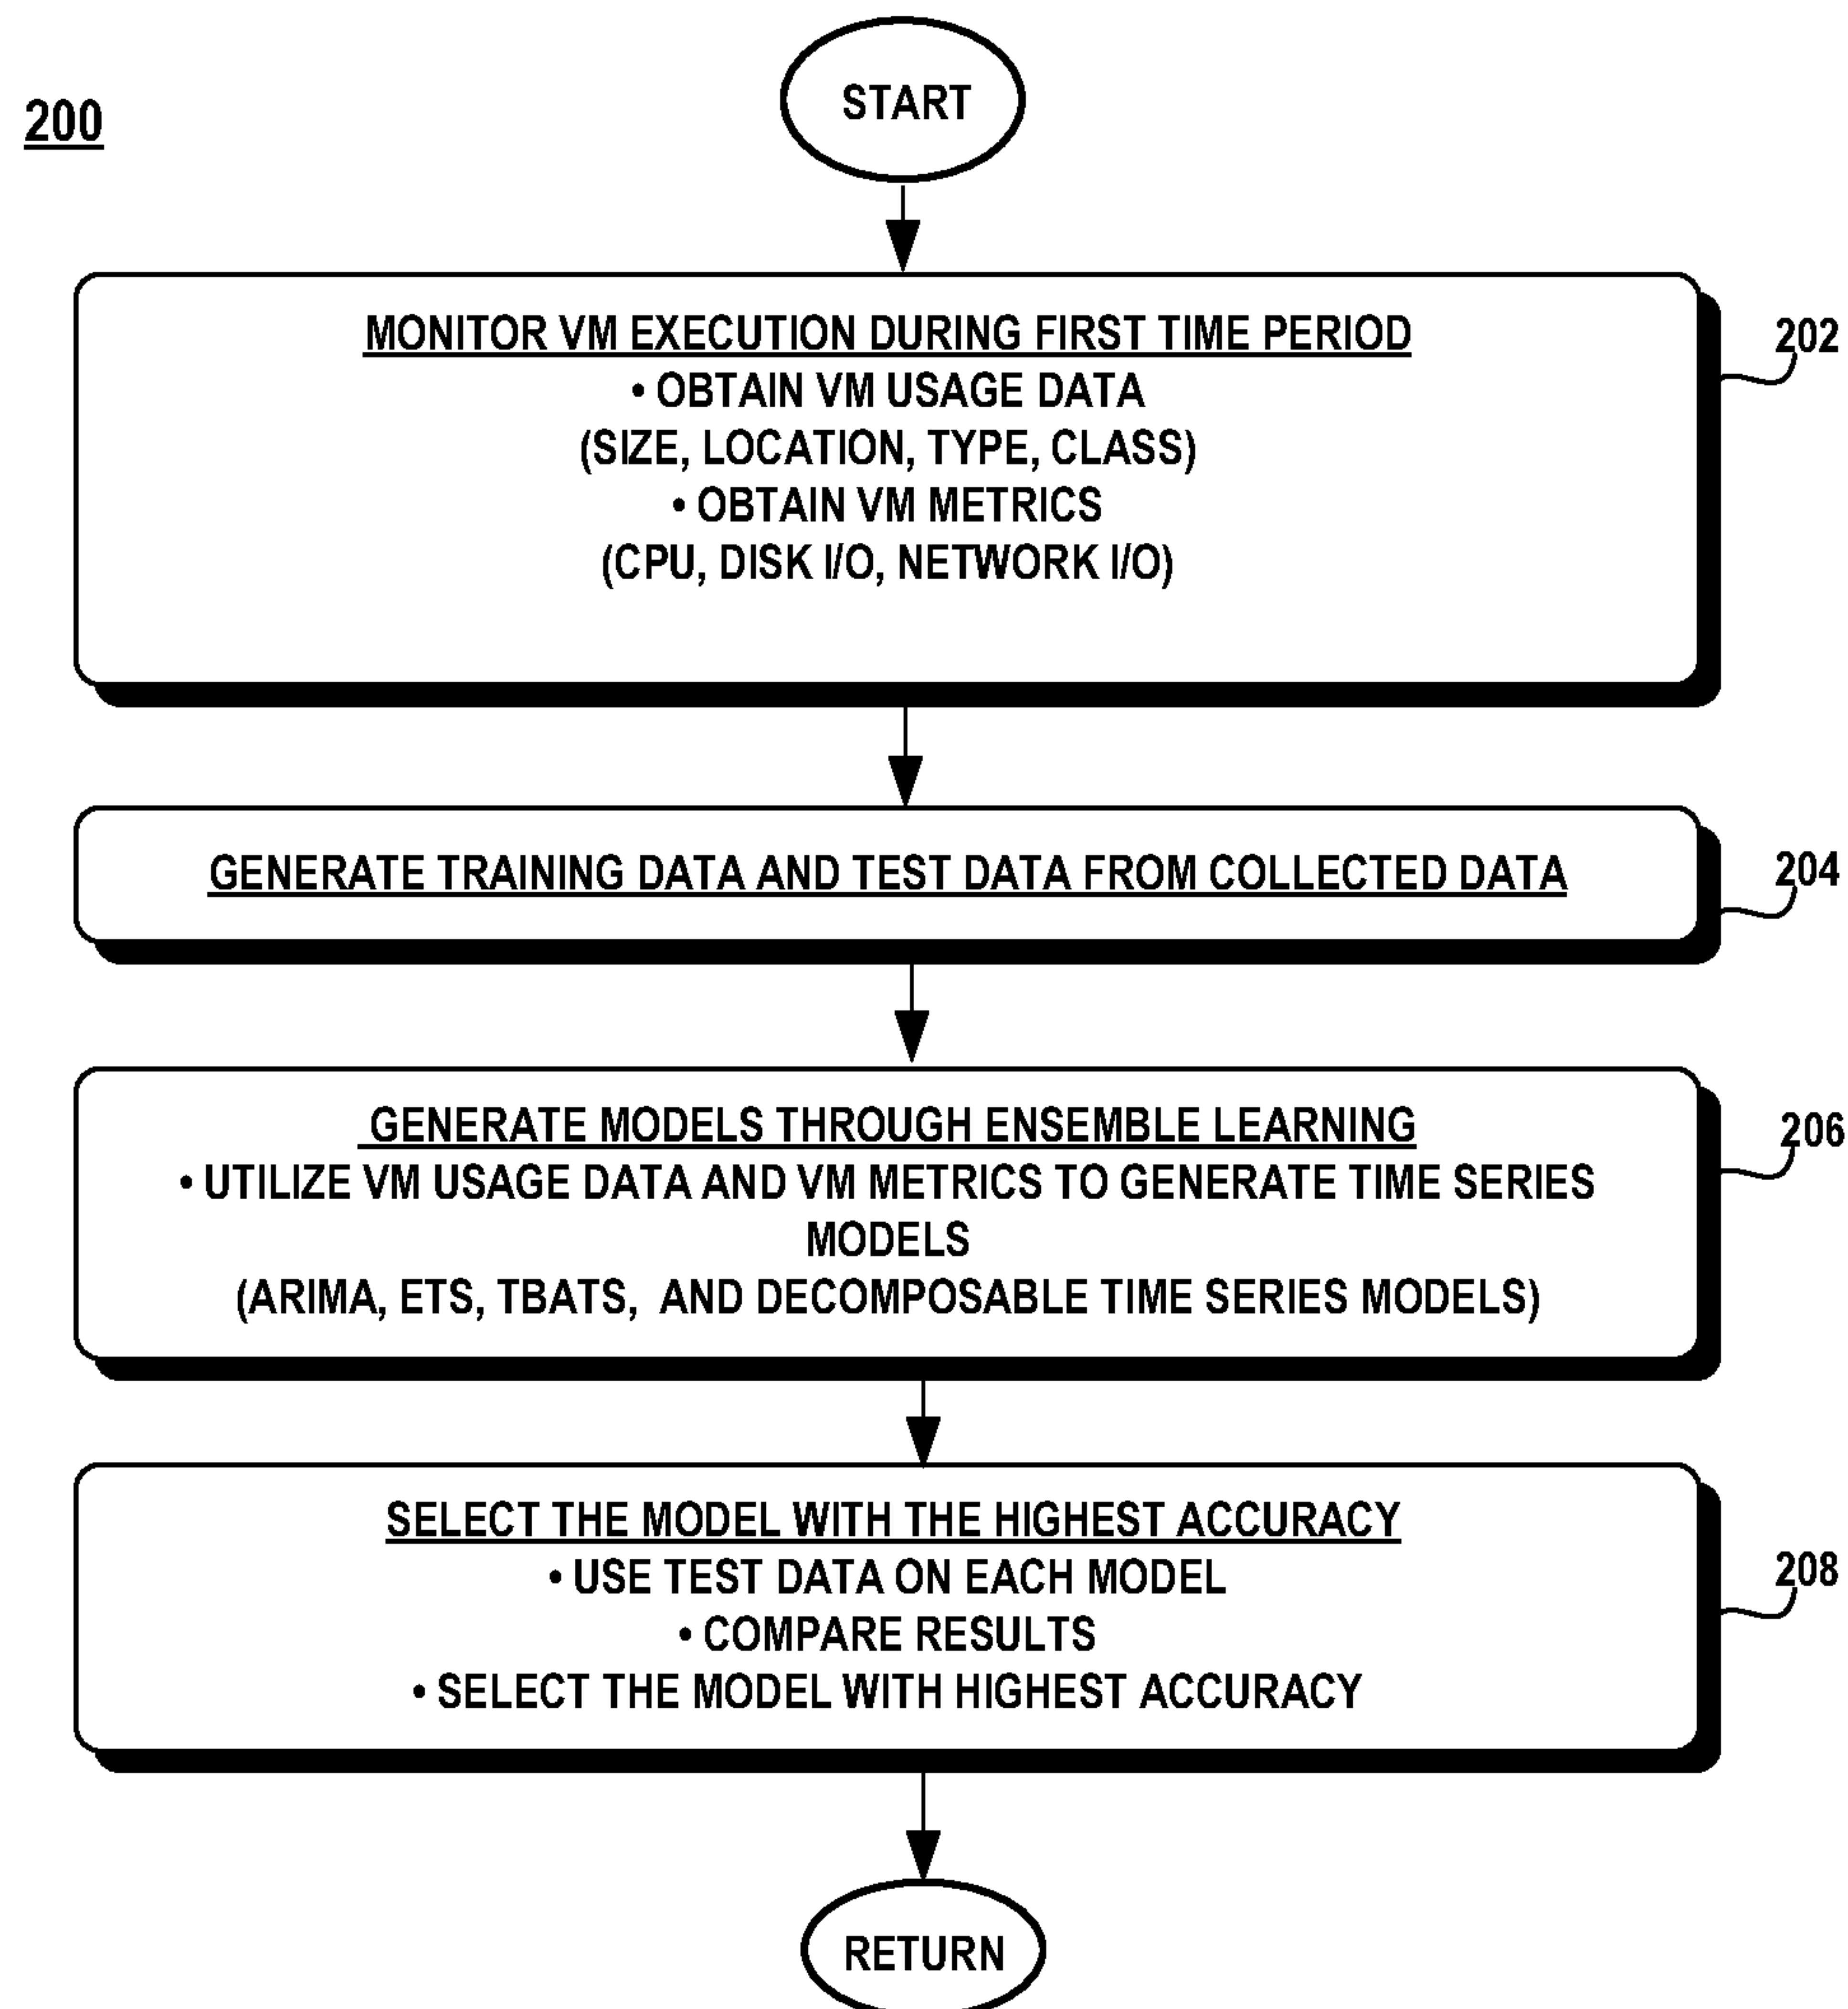 200
START
MONITOR VM EXECUTION DURING FIRST TIME PERIOD
• OBTAIN VM USAGE DATA
(SIZE, LOCATION, TYPE, CLASS)
• OBTAIN VM METRICS
(CPU, DISK I/O, NETWORK I/O)
202
GENERATE TRAINING DATA AND TEST DATA FROM COLLECTED DATA
204
GENERATE MODELS THROUGH ENSEMBLE LEARNING
• UTILIZE VM USAGE DATA AND VM METRICS TO GENERATE TIME SERIES
MODELS
(ARIMA, ETS, TBATS, AND DECOMPOSABLE TIME SERIES MODELS)
206
SELECT THE MODEL WITH THE HIGHEST ACCURACY
• USE TEST DATA ON EACH MODEL
• COMPARE RESULTS
• SELECT THE MODEL WITH HIGHEST ACCURACY
208
RETURN